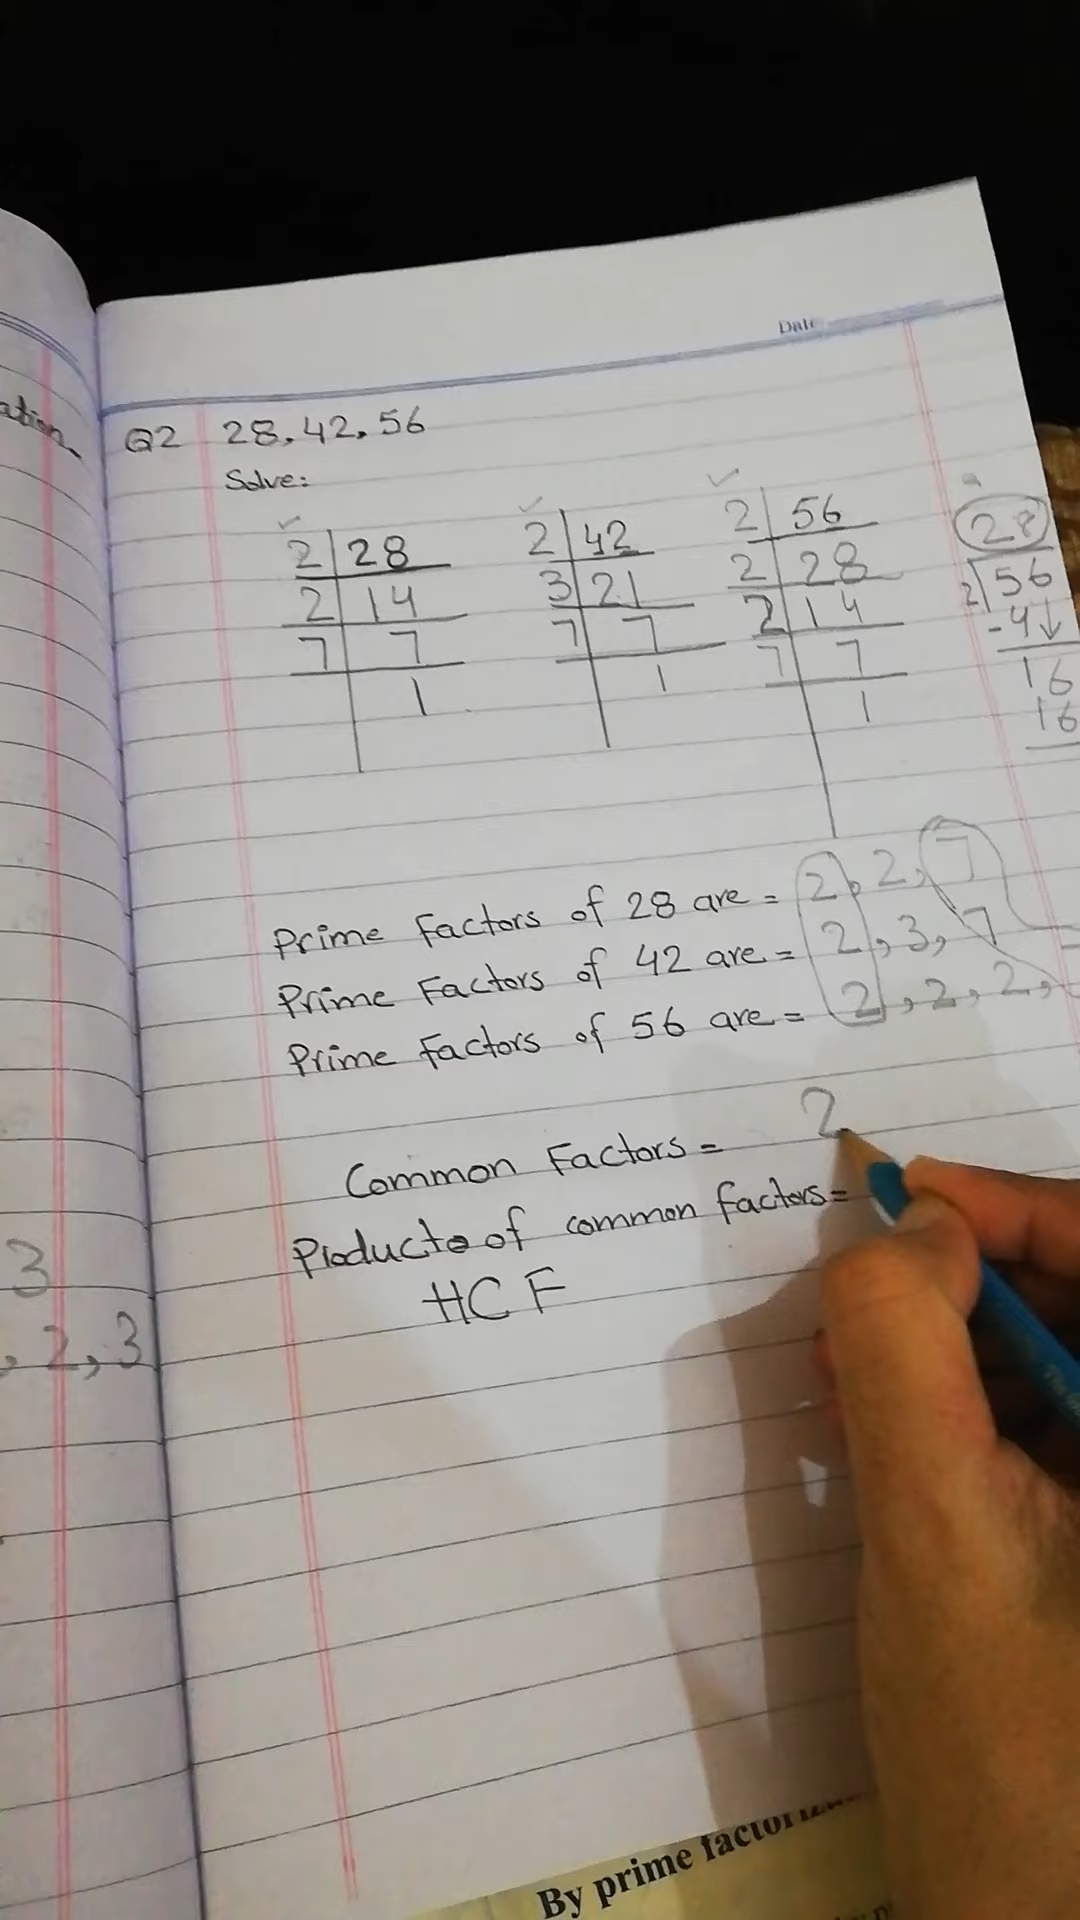 ation
Date
Q2 28, 42, 56
Solve:
2 28 2 42 2 56
2 14 3 21 2 28
7 7 7 7 2 14
1 1 7 7
1
28
2 56
-4↓
16
16
Prime Factors of 28 are = 2, 2, 7
Prime Factors of 42 are = 2, 3, 7
Prime Factors of 56 are = 2, 2, 2,
Common Factors = 2
Products of common factors =
HCF
3
, 2, 3
By prime